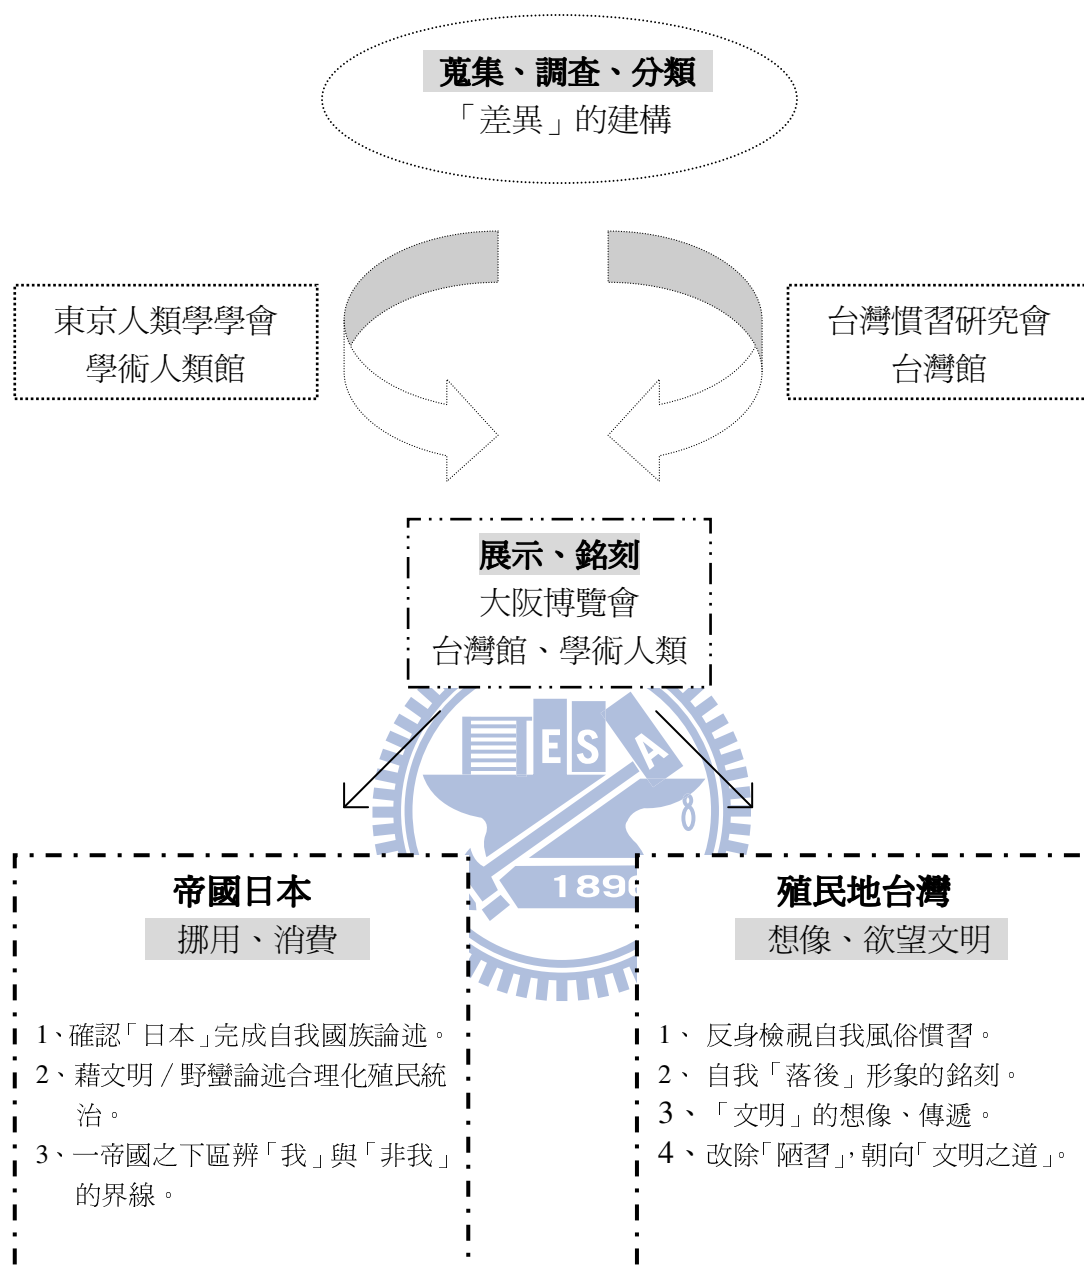 蒐集、調查、分類
「差異」的建構
東京人類學學會
學術人類館
台灣慣習研究會
台灣館
展示、銘刻
大阪博覽會
台灣館、學術人類
E S A
1896
帝國日本
挪用、消費
1、確認「日本」完成自我國族論述。
2、藉文明/野蠻論述合理化殖民統
治。
3、一帝國之下區辨「我」與「非我」
的界線。
殖民地台灣
想像、欲望文明
1、 反身檢視自我風俗慣習。
2、 自我「落後」形象的銘刻。
3、「文明」的想像、傳遞。
4、改除「陋習」,朝向「文明之道」。